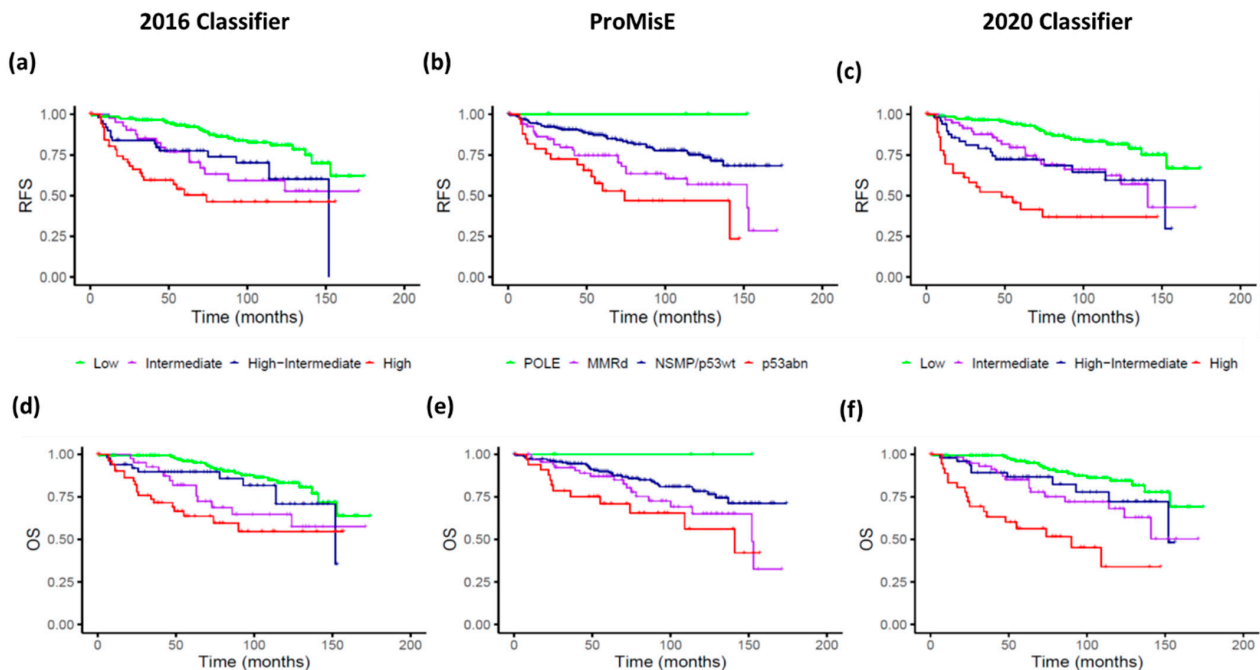 2016 Classifier ProMisE 2020 Classifier
(a) (b) (c)
RFS 1.00 0.75 0.50 0.25 0.00
0 50 100 150 200
Time (months)
RFS 1.00 0.75 0.50 0.25 0.00
0 50 100 150 200
Time (months)
RFS 1.00 0.75 0.50 0.25 0.00
0 50 100 150 200
Time (months)
Low Intermediate High-Intermediate High
POLE MMRd NSMP/p53wt p53abn
Low Intermediate High-Intermediate High
(d) (e) (f)
OS 1.00 0.75 0.50 0.25 0.00
0 50 100 150 200
Time (months)
OS 1.00 0.75 0.50 0.25 0.00
0 50 100 150 200
Time (months)
OS 1.00 0.75 0.50 0.25 0.00
0 50 100 150 200
Time (months)